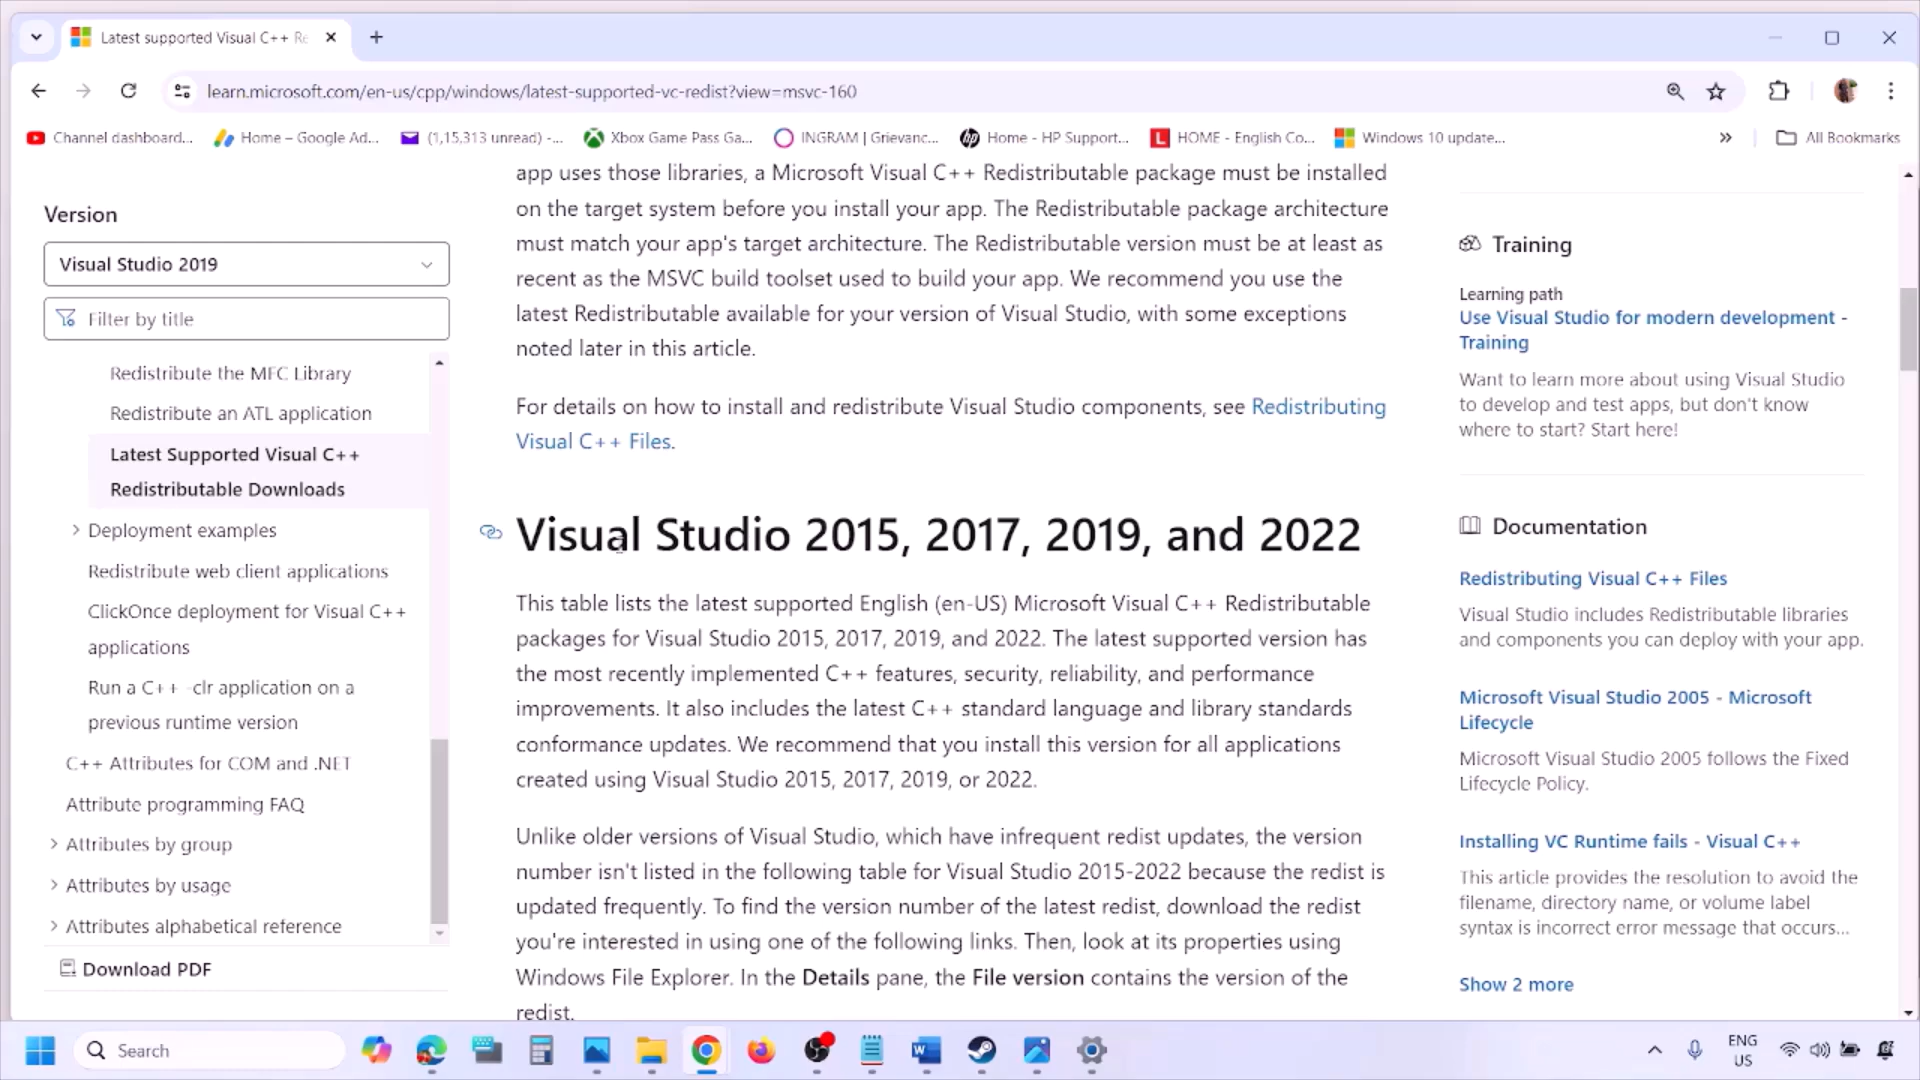 Latest supported Visual C++ Re
learn.microsoft.com/en-us/cpp/windows/latest-supported-vc-redist?view=msvc-160
Channel dashboard...
Home – Google Ad...
(1,15,313 unread) -...
Xbox Game Pass Ga...
INGRAM | Grievanc...
Home - HP Support...
HOME - English Co...
Windows 10 update...
All Bookmarks
Version
Visual Studio 2019
Filter by title
Redistribute the MFC Library
Redistribute an ATL application
Latest Supported Visual C++
Redistributable Downloads
Deployment examples
Redistribute web client applications
ClickOnce deployment for Visual C++
applications
Run a C++ -clr application on a
previous runtime version
C++ Attributes for COM and .NET
Attribute programming FAQ
Attributes by group
Attributes by usage
Attributes alphabetical reference
Download PDF
app uses those libraries, a Microsoft Visual C++ Redistributable package must be installed
on the target system before you install your app. The Redistributable package architecture
must match your app's target architecture. The Redistributable version must be at least as
recent as the MSVC build toolset used to build your app. We recommend you use the
latest Redistributable available for your version of Visual Studio, with some exceptions
noted later in this article.
For details on how to install and redistribute Visual Studio components, see Redistributing
Visual C++ Files.
Visual Studio 2015, 2017, 2019, and 2022
This table lists the latest supported English (en-US) Microsoft Visual C++ Redistributable
packages for Visual Studio 2015, 2017, 2019, and 2022. The latest supported version has
the most recently implemented C++ features, security, reliability, and performance
improvements. It also includes the latest C++ standard language and library standards
conformance updates. We recommend that you install this version for all applications
created using Visual Studio 2015, 2017, 2019, or 2022.
Unlike older versions of Visual Studio, which have infrequent redist updates, the version
number isn't listed in the following table for Visual Studio 2015-2022 because the redist is
updated frequently. To find the version number of the latest redist, download the redist
you're interested in using one of the following links. Then, look at its properties using
Windows File Explorer. In the Details pane, the File version contains the version of the
redist.
Training
Learning path
Use Visual Studio for modern development -
Training
Want to learn more about using Visual Studio
to develop and test apps, but don't know
where to start? Start here!
Documentation
Redistributing Visual C++ Files
Visual Studio includes Redistributable libraries
and components you can deploy with your app.
Microsoft Visual Studio 2005 - Microsoft
Lifecycle
Microsoft Visual Studio 2005 follows the Fixed
Lifecycle Policy.
Installing VC Runtime fails - Visual C++
This article provides the resolution to avoid the
filename, directory name, or volume label
syntax is incorrect error message that occurs...
Show 2 more
Search
ENG
US